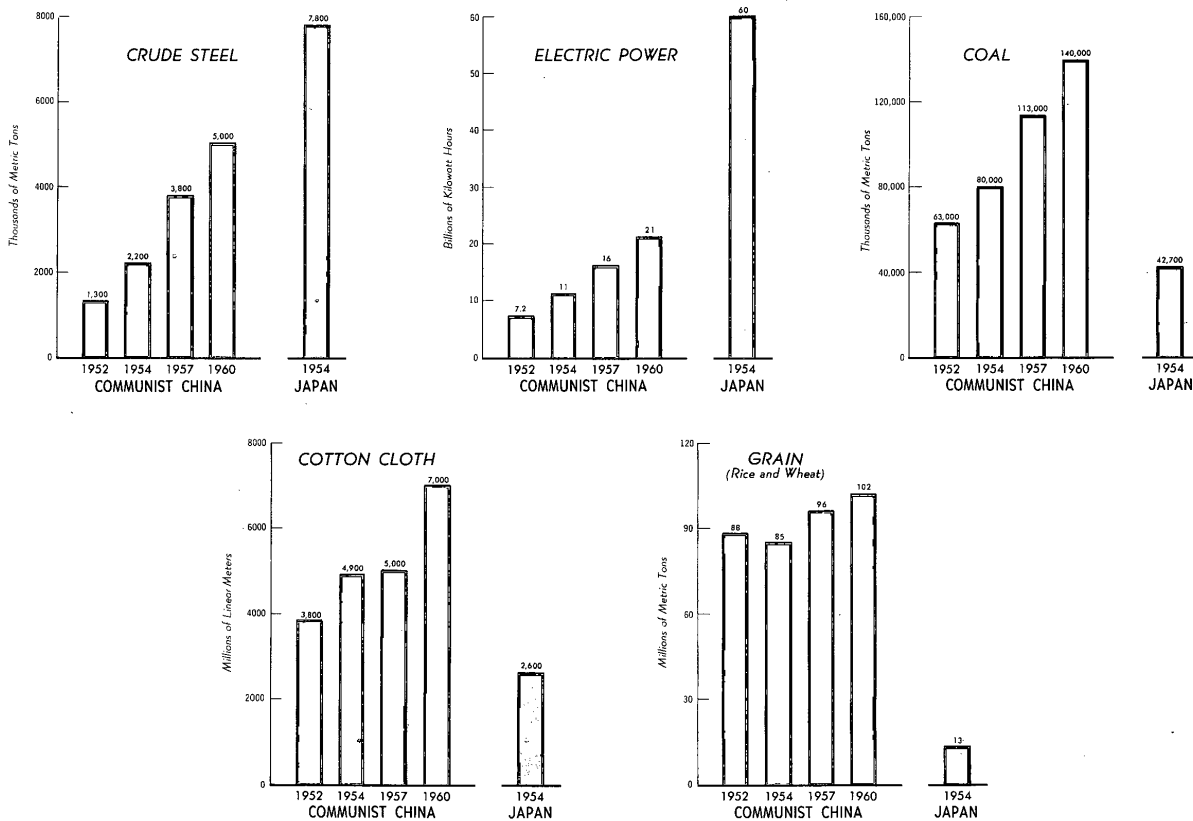 CRUDE STEEL
Thousands of Metric Tons
8000
6000
4000
2000
0
1,300
2,200
3,800
5,000
7,800
1952 1954 1957 1960 1954
COMMUNIST CHINA JAPAN
ELECTRIC POWER
Billions of Kilowatt Hours
60
50
40
30
20
10
0
7.2
11
16
21
60
1952 1954 1957 1960 1954
COMMUNIST CHINA JAPAN
COAL
Thousands of Metric Tons
160,000
120,000
80,000
40,000
0
63,000
80,000
113,000
140,000
42,700
1952 1954 1957 1960 1954
COMMUNIST CHINA JAPAN
COTTON CLOTH
Millions of Linear Meters
8000
6000
4000
2000
0
3,800
4,900
5,000
7,000
2,600
1952 1954 1957 1960 1954
COMMUNIST CHINA JAPAN
GRAIN
(Rice and Wheat)
Millions of Metric Tons
120
90
60
30
0
88
85
96
102
13
1952 1954 1957 1960 1954
COMMUNIST CHINA JAPAN